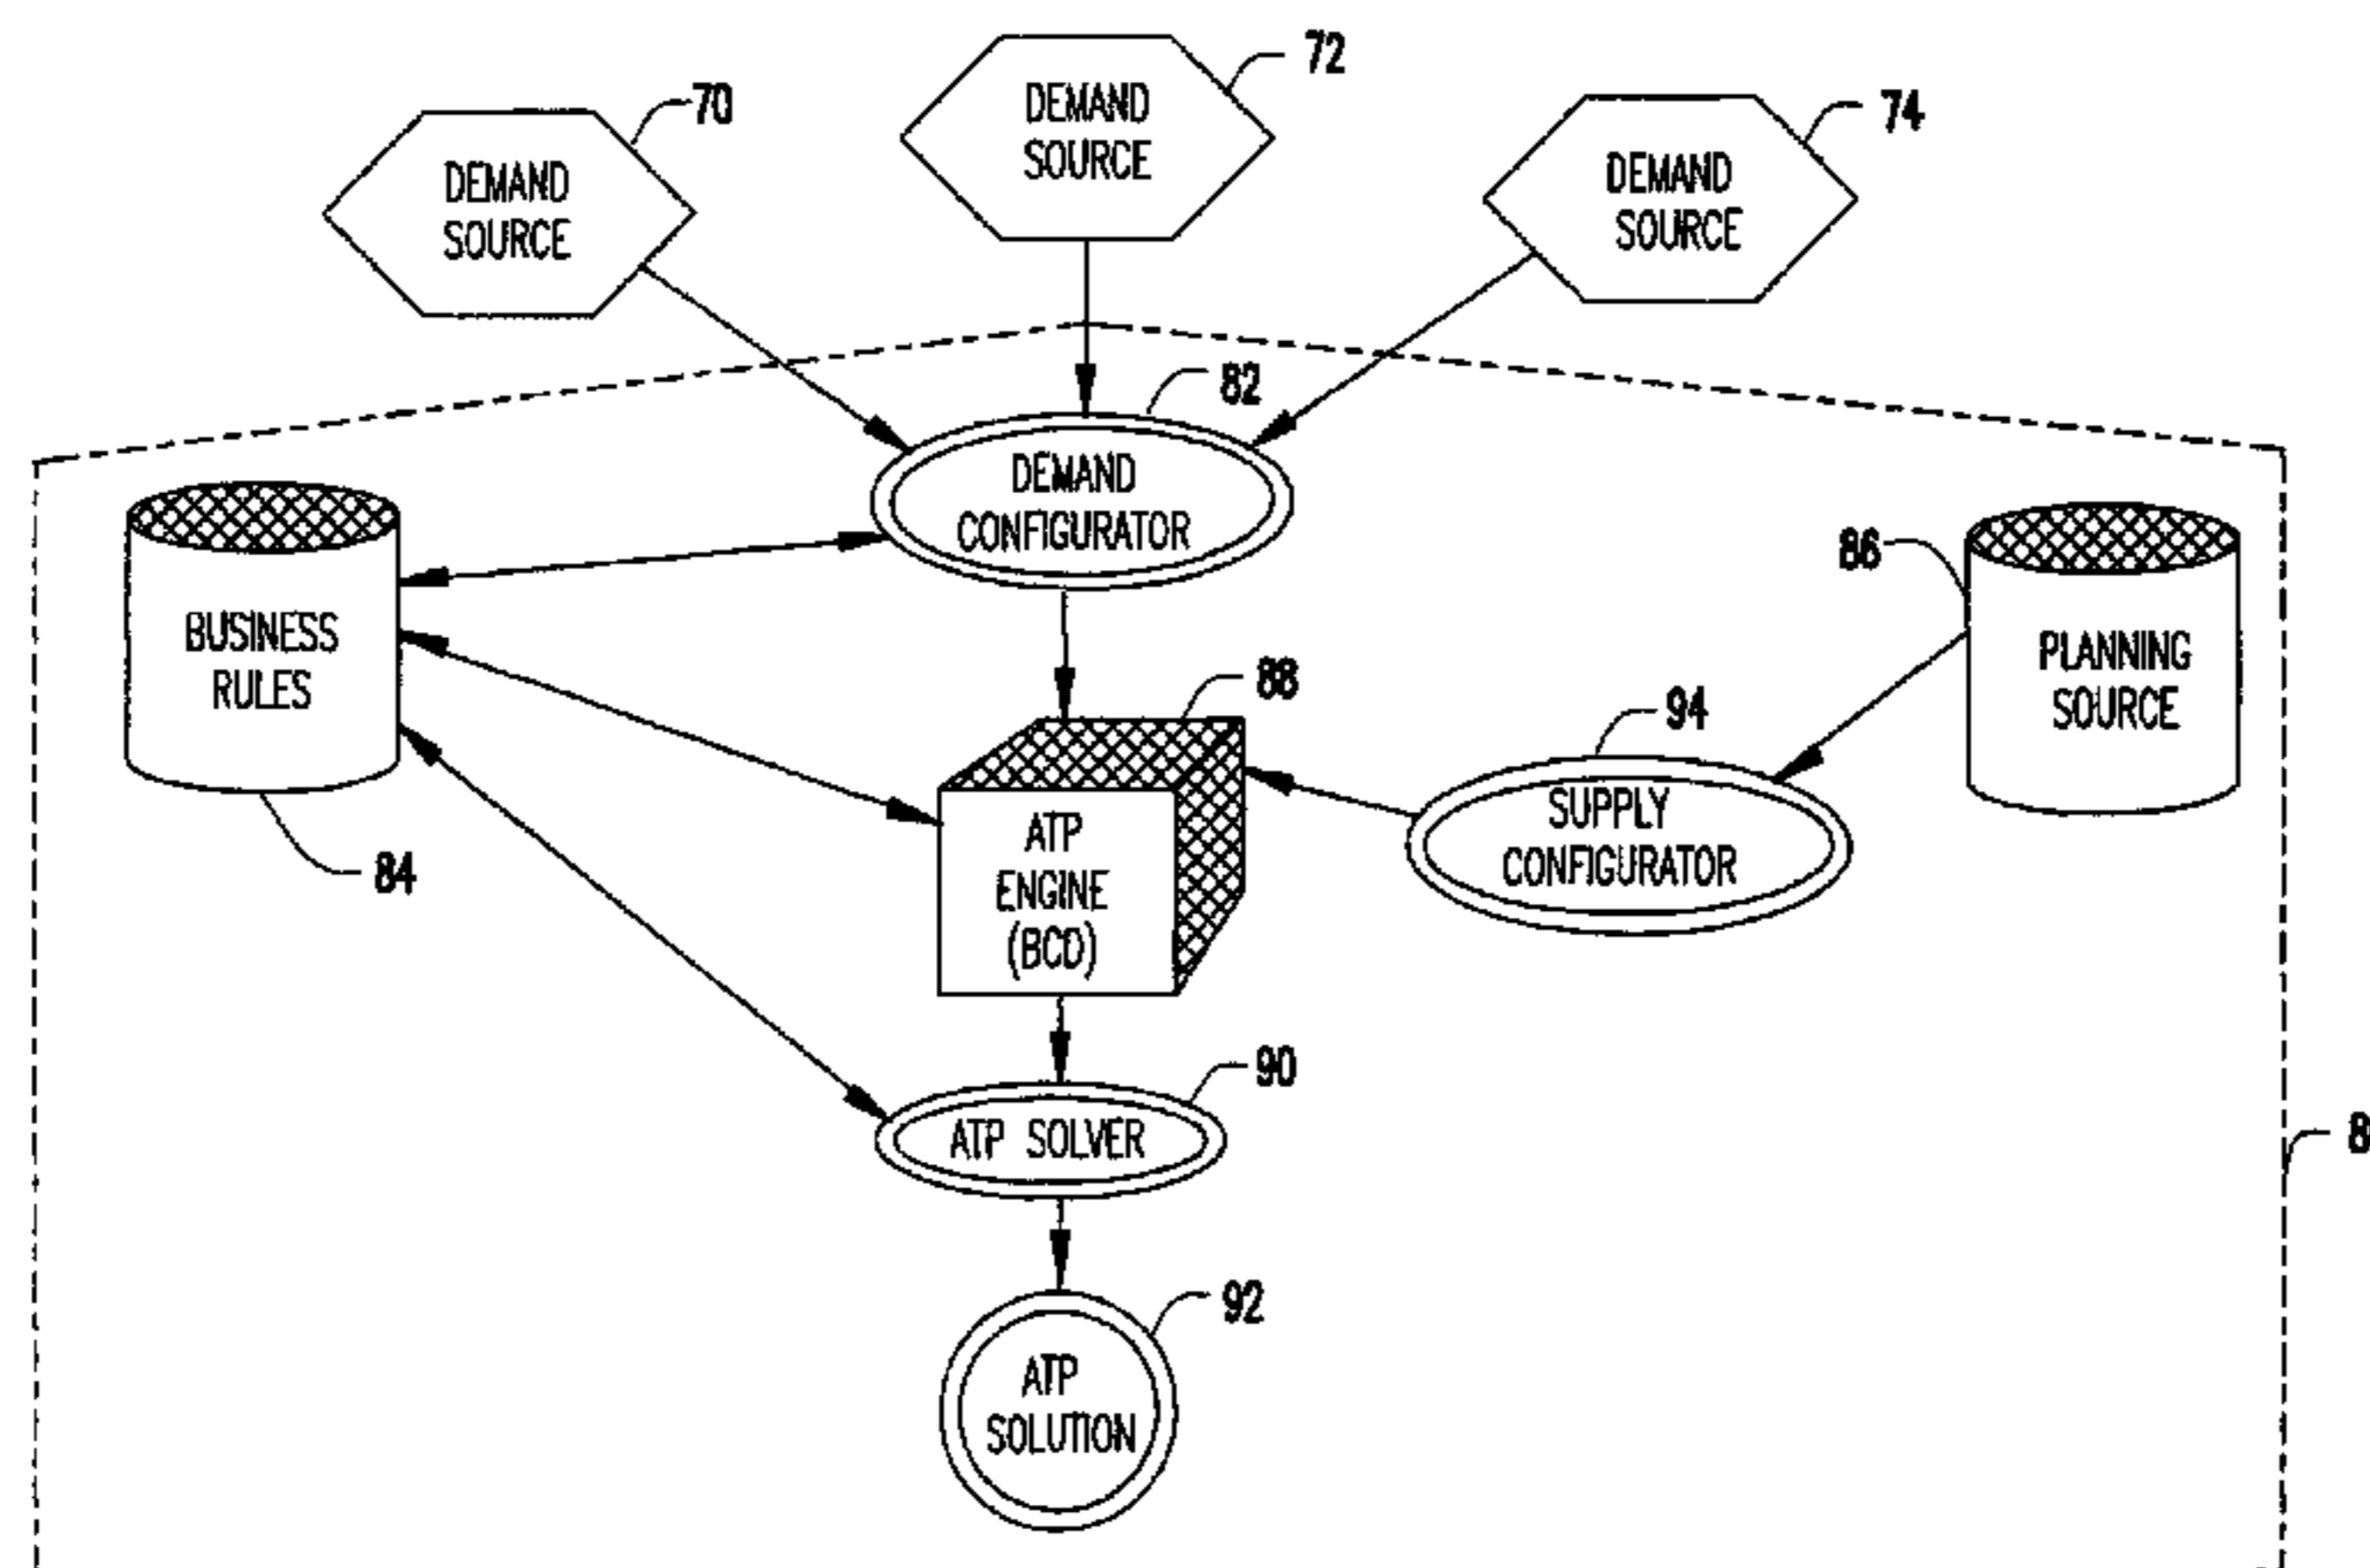 72
70
74
DEMAND
SOURCE
DEMAND
SOURCE
DEMAND
SOURCE
82
DEMAND
CONFIGURATOR
86
BUSINESS
RULES
PLANNING
SOURCE
88
94
84
ATP
ENGINE
(BCD)
SUPPLY
CONFIGURATOR
90
ATP SOLVER
8
92
ATP
SOLUTION